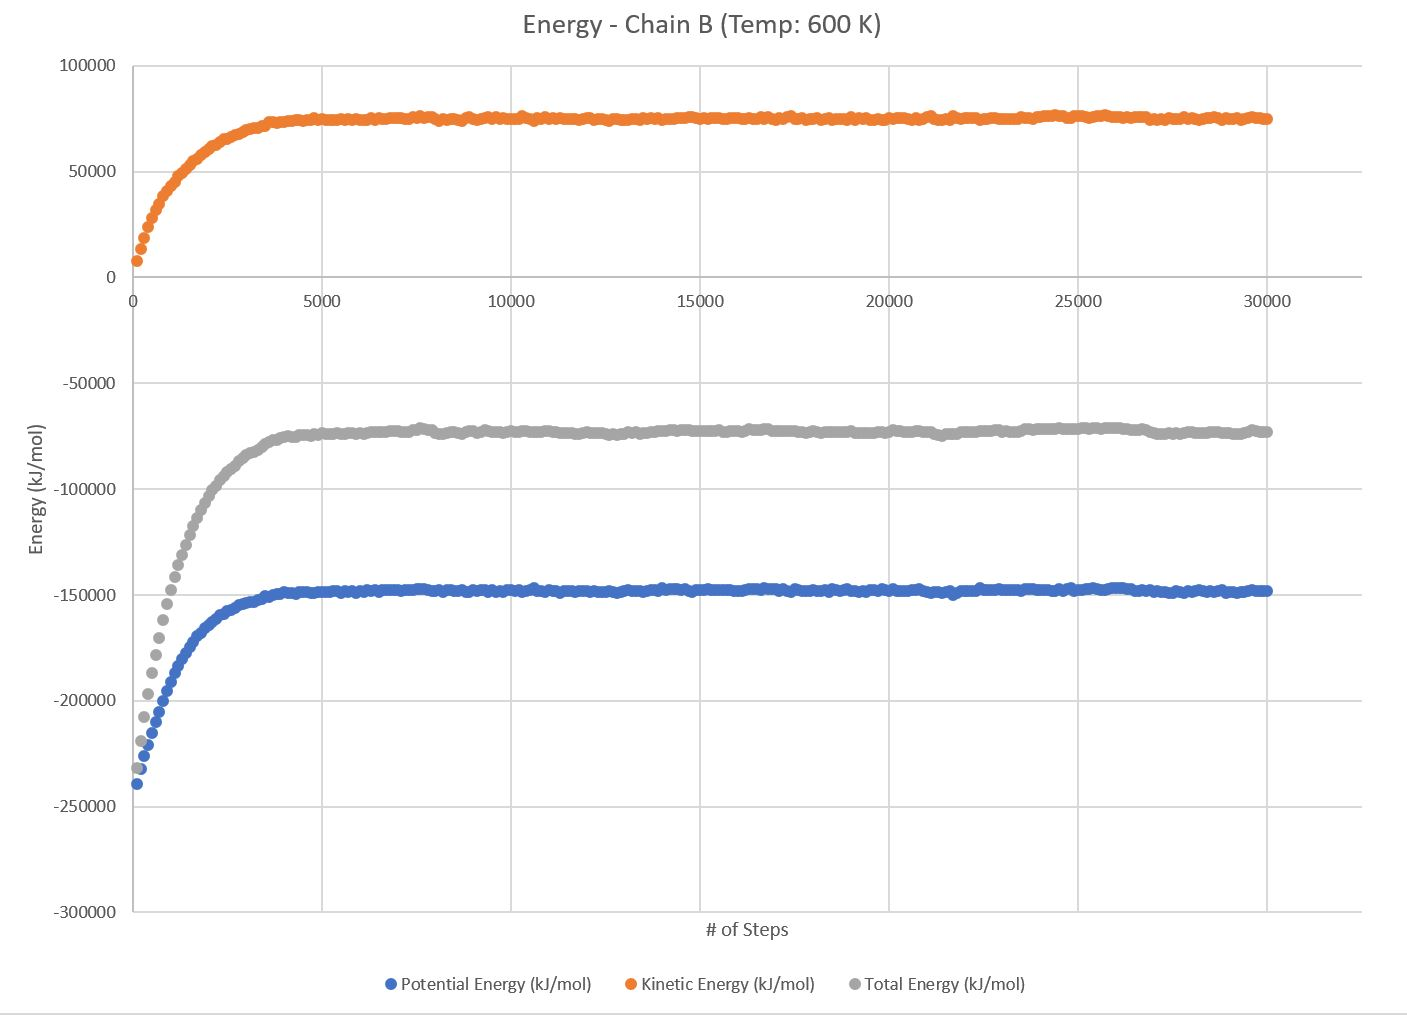 Energy - Chain B (Temp: 600 K)
100000
50000
0
0 5000 10000 15000 20000 25000 30000
-50000
Energy (kJ/mol)
-100000
-150000
-200000
-250000
-300000
# of Steps
Potential Energy (kJ/mol) Kinetic Energy (kJ/mol) Total Energy (kJ/mol)